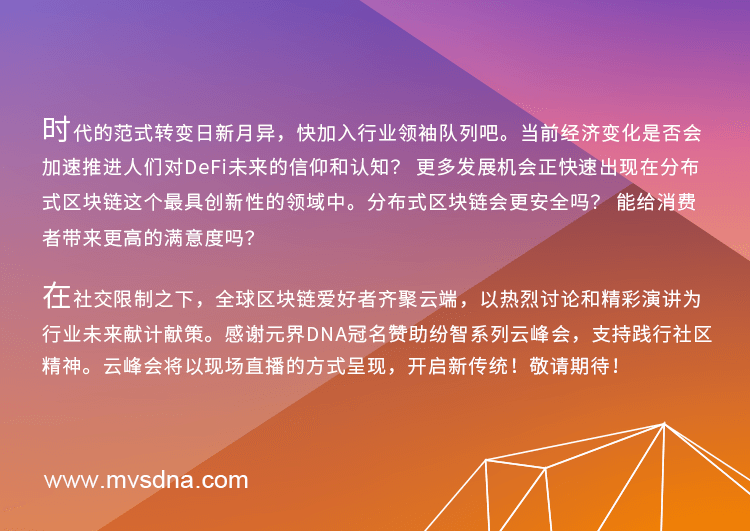 时代的范式转变日新月异，快加入行业领袖队列吧。当前经济变化是否会
加速推进人们对DeFi未来的信仰和认知？ 更多发展机会正快速出现在分布
式区块链这个最具创新性的领域中。分布式区块链会更安全吗？ 能给消费
者带来更高的满意度吗？
在社交限制之下，全球区块链爱好者齐聚云端，以热烈讨论和精彩演讲为
行业未来献计献策。感谢元界DNA冠名赞助纷智系列云峰会，支持践行社区
精神。云峰会将以现场直播的方式呈现，开启新传统！敬请期待！
www.mvsdna.com